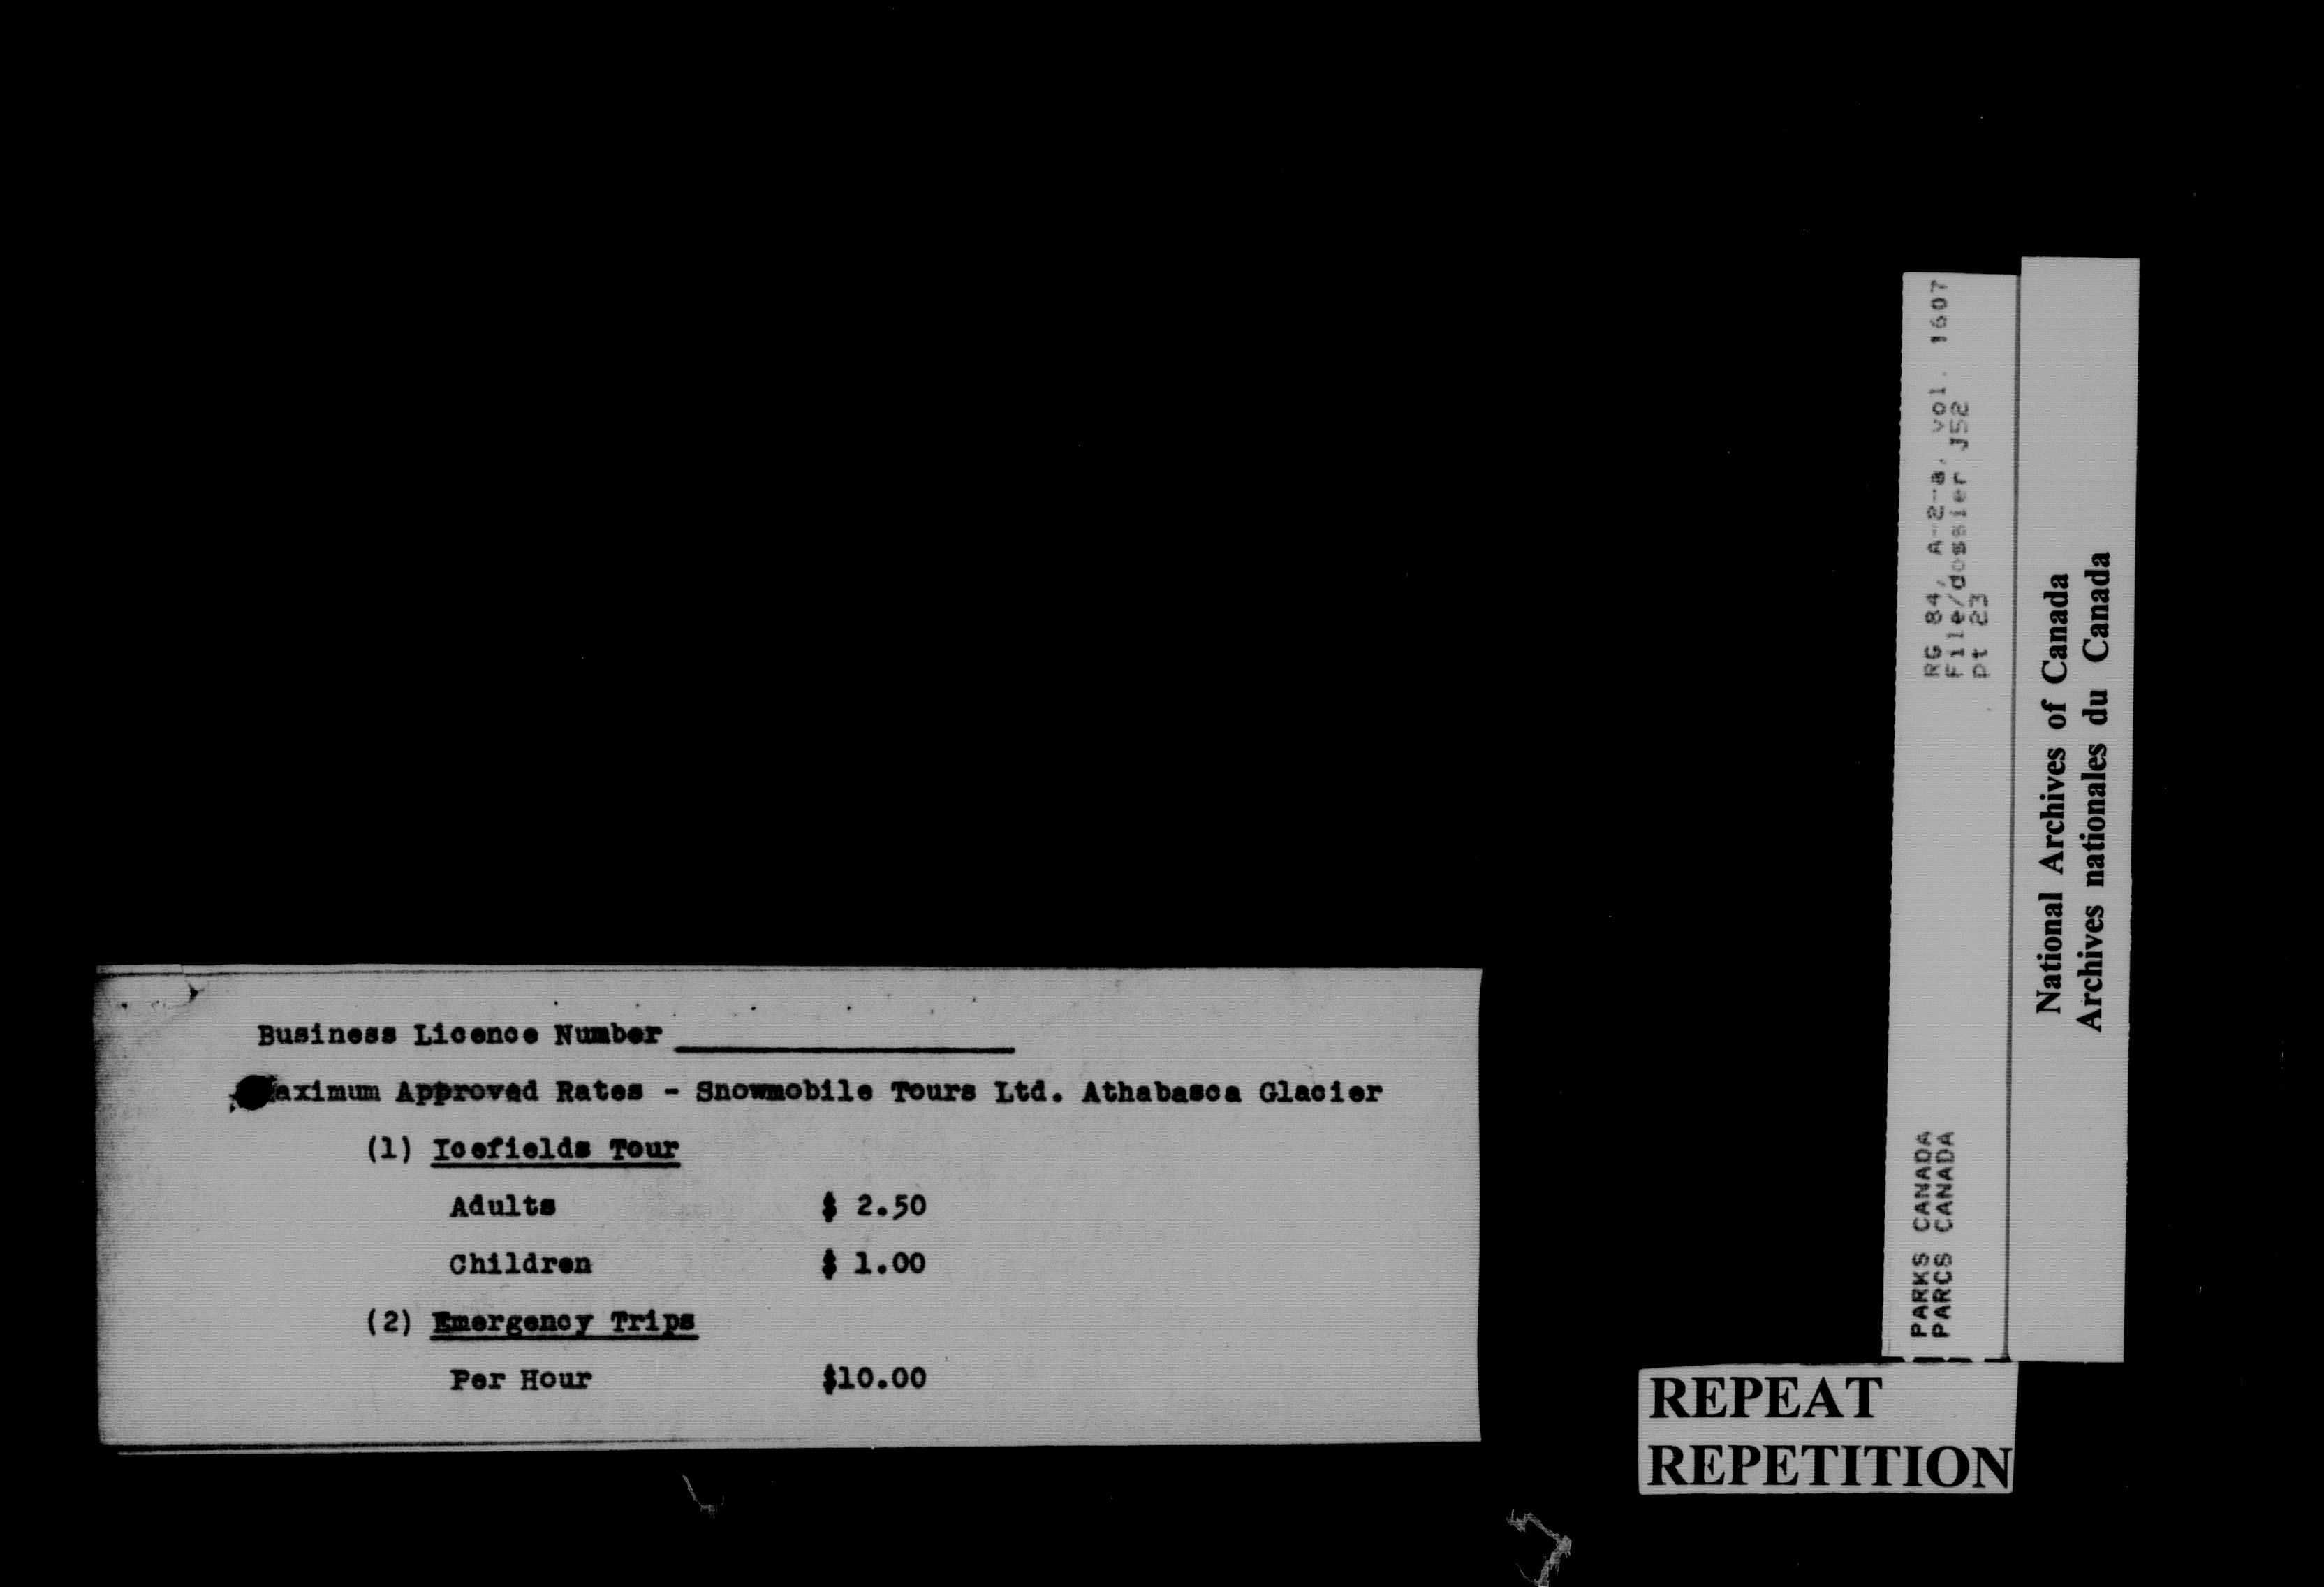 Business Licence Number
Maximum Approved Rates - Snowmobile Tours Ltd. Athabasca Glacier
(1) Icefields Tour
Adults $ 2.50
Children $ 1.00
(2) Emergency Trips
Per Hour $10.00
RG 84, A-2-a, vol. 1607
File/dossier J52
pt 23
PARKS CANADA
PARCS CANADA
National Archives of Canada
Archives nationales du Canada
REPEAT
REPETITION